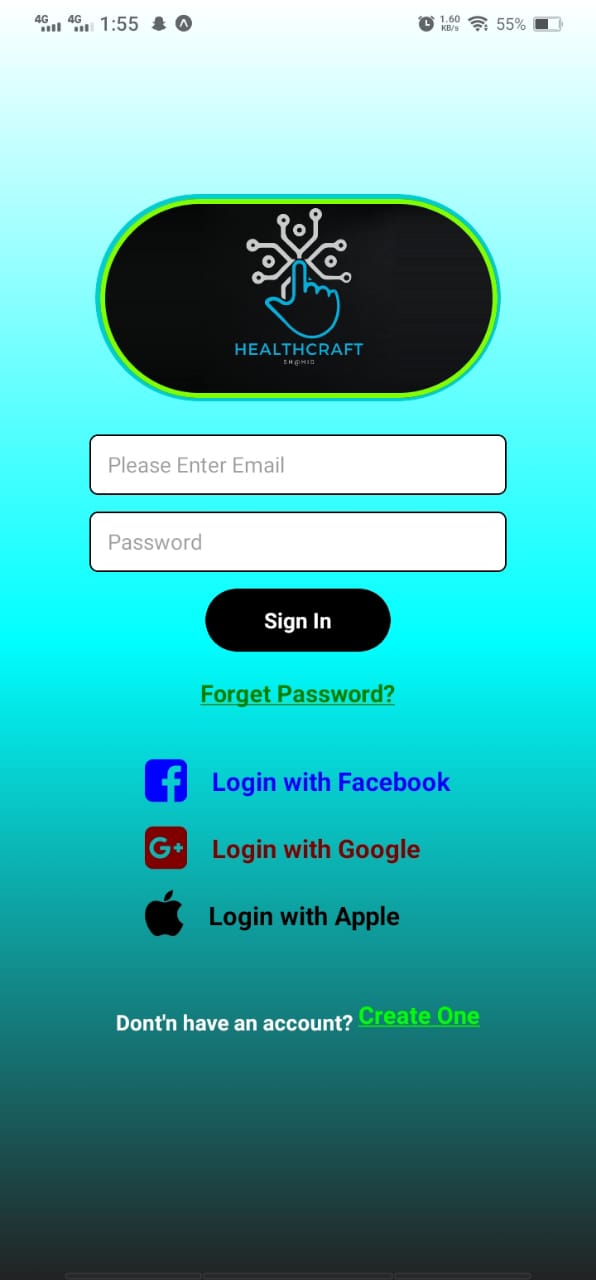 4G 4G 1:55 1.60 KB/s 55%
HEALTHCRAFT
Please Enter Email
Password
Sign In
Forget Password?
Login with Facebook
G+ Login with Google
Login with Apple
Dont'n have an account? Create One